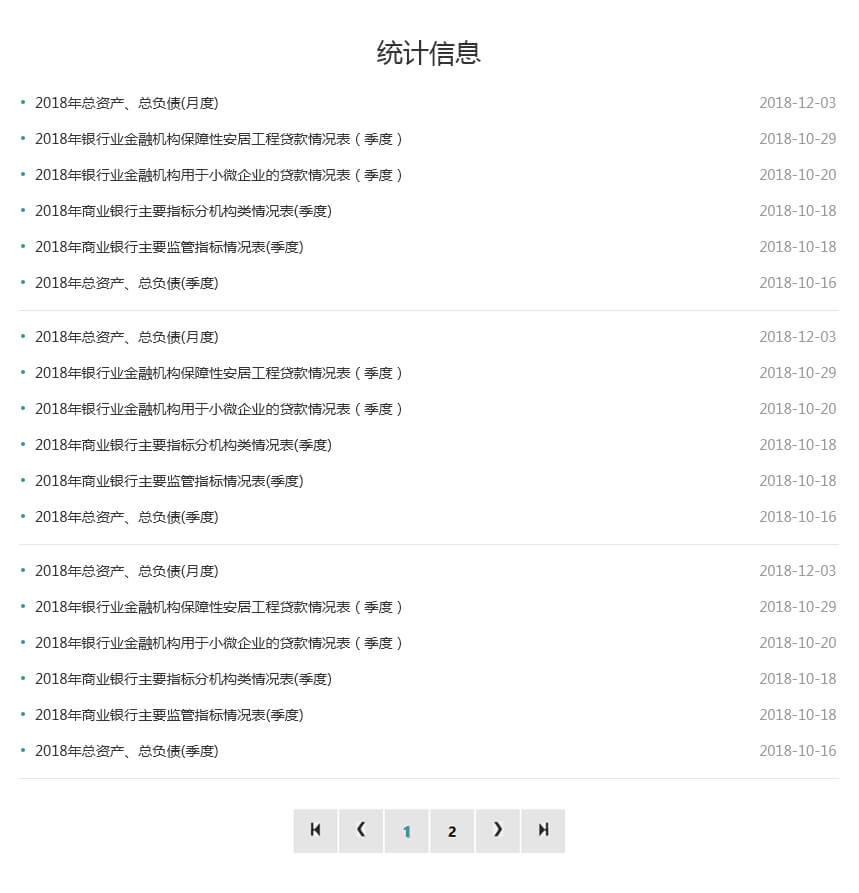 统计信息
2018年总资产、总负债(月度) 2018-12-03
2018年银行业金融机构保障性安居工程贷款情况表（季度） 2018-10-29
2018年银行业金融机构用于小微企业的贷款情况表（季度） 2018-10-20
2018年商业银行主要指标分机构类情况表(季度) 2018-10-18
2018年商业银行主要监管指标情况表(季度) 2018-10-18
2018年总资产、总负债(季度) 2018-10-16
2018年总资产、总负债(月度) 2018-12-03
2018年银行业金融机构保障性安居工程贷款情况表（季度） 2018-10-29
2018年银行业金融机构用于小微企业的贷款情况表（季度） 2018-10-20
2018年商业银行主要指标分机构类情况表(季度) 2018-10-18
2018年商业银行主要监管指标情况表(季度) 2018-10-18
2018年总资产、总负债(季度) 2018-10-16
2018年总资产、总负债(月度) 2018-12-03
2018年银行业金融机构保障性安居工程贷款情况表（季度） 2018-10-29
2018年银行业金融机构用于小微企业的贷款情况表（季度） 2018-10-20
2018年商业银行主要指标分机构类情况表(季度) 2018-10-18
2018年商业银行主要监管指标情况表(季度) 2018-10-18
2018年总资产、总负债(季度) 2018-10-16
1 2